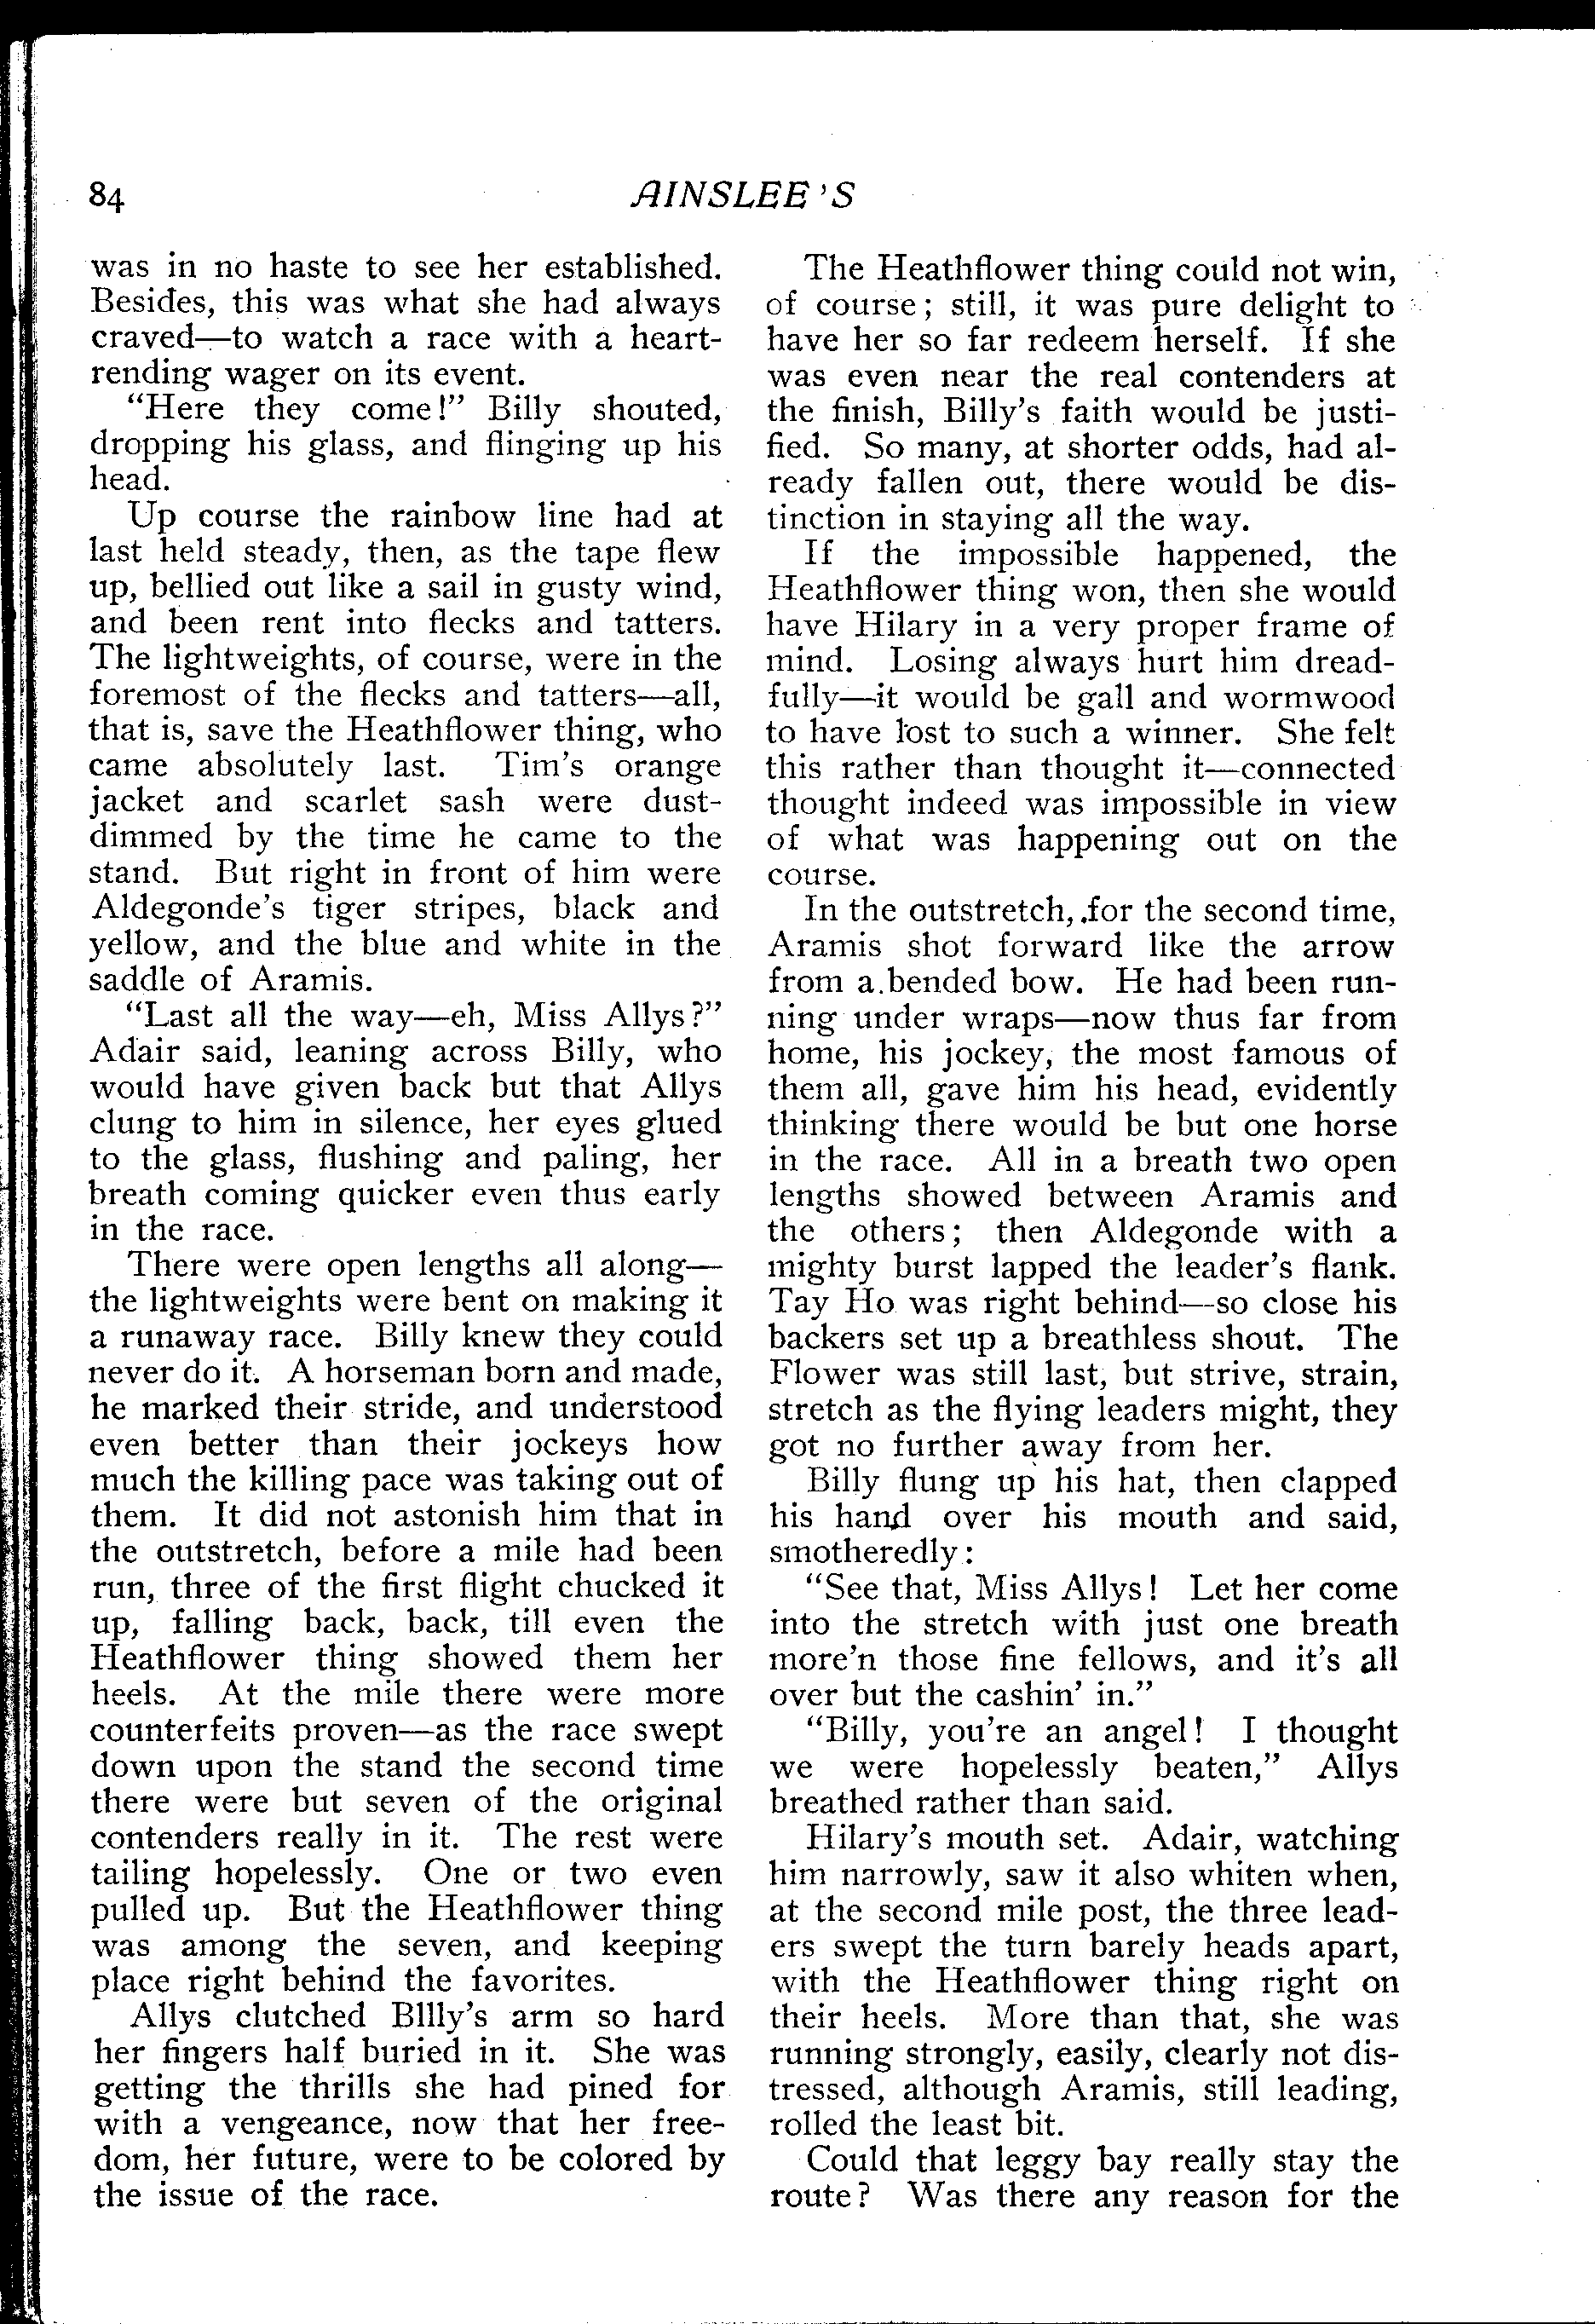 84
AINSLEE'S
was in no haste to see her established.
Besides, this was what she had always
craved—to watch a race with a heart-
rending wager on its event.
"Here they come!" Billy shouted,
dropping his glass, and flinging up his
head.
Up course the rainbow line had at
last held steady, then, as the tape flew
up, bellied out like a sail in gusty wind,
and been rent into flecks and tatters.
The lightweights, of course, were in the
foremost of the flecks and tatters—all,
that is, save the Heathflower thing, who
came absolutely last. Tim's orange
jacket and scarlet sash were dust-
dimmed by the time he came to the
stand. But right in front of him were
Aldegonde's tiger stripes, black and
yellow, and the blue and white in the
saddle of Aramis.
"Last all the way—eh, Miss Allys?"
Adair said, leaning across Billy, who
would have given back but that Allys
clung to him in silence, her eyes glued
to the glass, flushing and paling, her
breath coming quicker even thus early
in the race.
There were open lengths all along—
the lightweights were bent on making it
a runaway race. Billy knew they could
never do it. A horseman born and made,
he marked their stride, and understood
even better than their jockeys how
much the killing pace was taking out of
them. It did not astonish him that in
the outstretch, before a mile had been
run, three of the first flight chucked it
up, falling back, back, till even the
Heathflower thing showed them her
heels. At the mile there were more
counterfeits proven—as the race swept
down upon the stand the second time
there were but seven of the original
contenders really in it. The rest were
tailing hopelessly. One or two even
pulled up. But the Heathflower thing
was among the seven, and keeping
place right behind the favorites.
Allys clutched BIlly's arm so hard
her fingers half buried in it. She was
getting the thrills she had pined for
with a vengeance, now that her free-
dom, her future, were to be colored by
the issue of the race.
The Heathflower thing could not win,
of course; still, it was pure delight to
have her so far redeem herself. If she
was even near the real contenders at
the finish, Billy's faith would be justi-
fied. So many, at shorter odds, had al-
ready fallen out, there would be dis-
tinction in staying all the way.
If the impossible happened, the
Heathflower thing won, then she would
have Hilary in a very proper frame of
mind. Losing always hurt him dread-
fully—it would be gall and wormwood
to have lost to such a winner. She felt
this rather than thought it—connected
thought indeed was impossible in view
of what was happening out on the
course.
In the outstretch, for the second time,
Aramis shot forward like the arrow
from a bended bow. He had been run-
ning under wraps—now thus far from
home, his jockey, the most famous of
them all, gave him his head, evidently
thinking there would be but one horse
in the race. All in a breath two open
lengths showed between Aramis and
the others; then Aldegonde with a
mighty burst lapped the leader's flank.
Tay Ho was right behind—so close his
backers set up a breathless shout. The
Flower was still last, but strive, strain,
stretch as the flying leaders might, they
got no further away from her.
Billy flung up his hat, then clapped
his hand over his mouth and said,
smotheredly:
"See that, Miss Allys! Let her come
into the stretch with just one breath
more'n those fine fellows, and it's all
over but the cashin' in."
"Billy, you're an angel! I thought
we were hopelessly beaten," Allys
breathed rather than said.
Hilary's mouth set. Adair, watching
him narrowly, saw it also whiten when,
at the second mile post, the three lead-
ers swept the turn barely heads apart,
with the Heathflower thing right on
their heels. More than that, she was
running strongly, easily, clearly not dis-
tressed, although Aramis, still leading,
rolled the least bit.
Could that leggy bay really stay the
route? Was there any reason for the